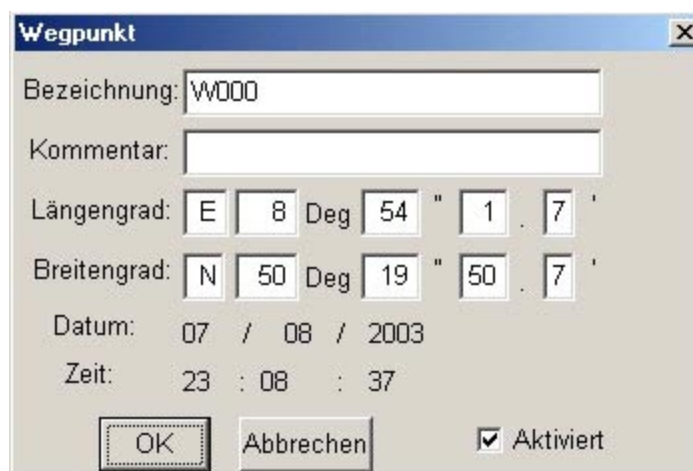 Wegpunkt
Bezeichnung: W000
Kommentar:
Längengrad: E 8 Deg 54 " 1 . 7 '
Breitengrad: N 50 Deg 19 " 50 . 7 '
Datum: 07 / 08 / 2003
Zeit: 23 : 08 : 37
OK Abbrechen Aktiviert